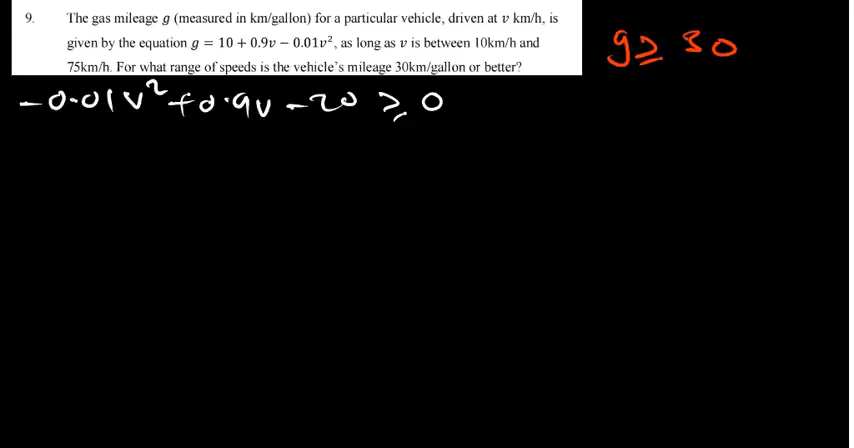 9. The gas mileage g (measured in km/gallon) for a particular vehicle, driven at v km/h, is
given by the equation g = 10 + 0.9v − 0.01v², as long as v is between 10km/h and
75km/h. For what range of speeds is the vehicle's mileage 30km/gallon or better?
g ≥ 30
-0.01v² + 0.9v - 20 ≥ 0